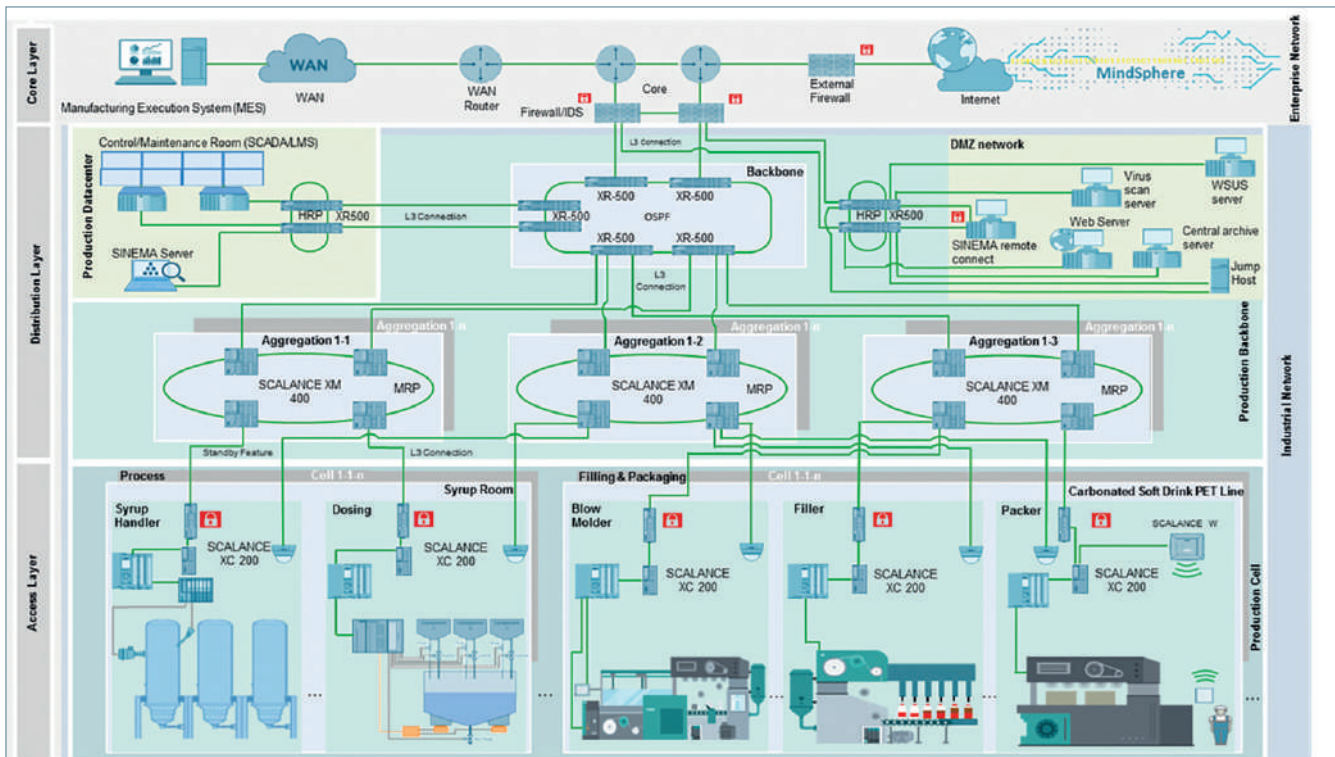 Core Layer
Enterprise Network
Manufacturing Execution System (MES)
WAN
WAN
WAN
Router
Core
Firewall/IDS
External
Firewall
Internet
MindSphere
Distribution Layer
Production Datacenter
Control/Maintenance Room (SCADA/LMS)
HRP
XR500
SINEMA Server
L3 Connection
L3 Connection
Backbone
XR-500
XR-500
XR-500
OSPF
XR-500
XR-500
L3
Connection
DMZ network
HRP
XR500
Virus
scan
server
WSUS
server
SINEMA remote
connect
Web Server
Central archive
server
Jump
Host
Production Backbone
Industrial Network
Aggregation 1-n
Aggregation 1-1
SCALANCE XM
400
MRP
Aggregation 1-n
Aggregation 1-2
SCALANCE XM
400
MRP
Aggregation 1-n
Aggregation 1-3
SCALANCE XM
400
MRP
Standby Feature
L3 Connection
Access Layer
Production Cell
Cell 1-1-n
Process
Syrup Room
Syrup
Handler
SCALANCE
XC 200
...
Dosing
SCALANCE
XC 200
...
Cell 1-1-n
Filling & Packaging
Carbonated Soft Drink PET Line
Blow
Molder
SCALANCE
XC 200
...
Filler
SCALANCE
XC 200
...
Packer
SCALANCE W
SCALANCE
XC 200
...